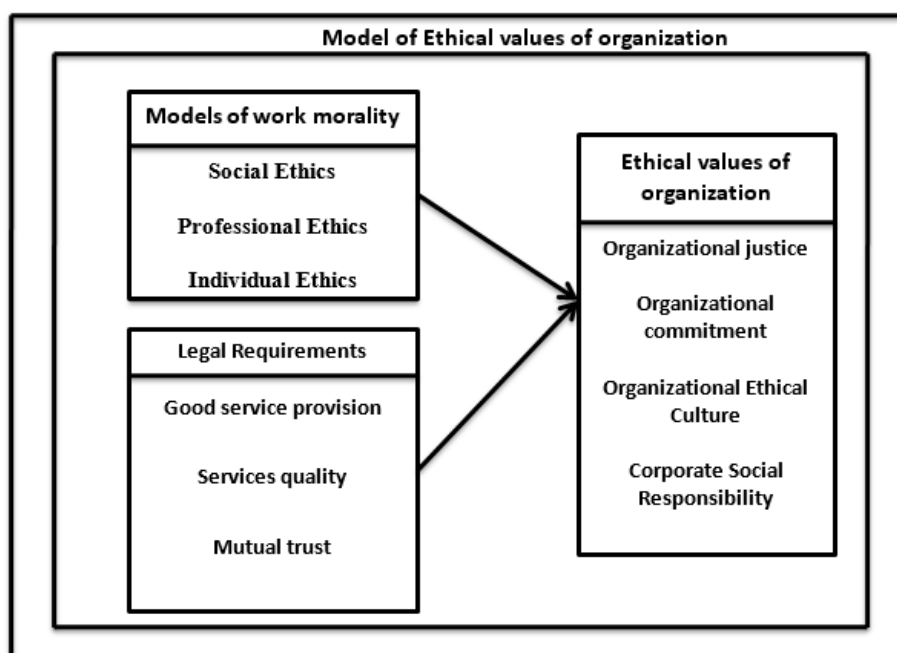 Model of Ethical values of organization
Models of work morality
Social Ethics
Professional Ethics
Individual Ethics
Legal Requirements
Good service provision
Services quality
Mutual trust
Ethical values of
organization
Organizational justice
Organizational
commitment
Organizational Ethical
Culture
Corporate Social
Responsibility